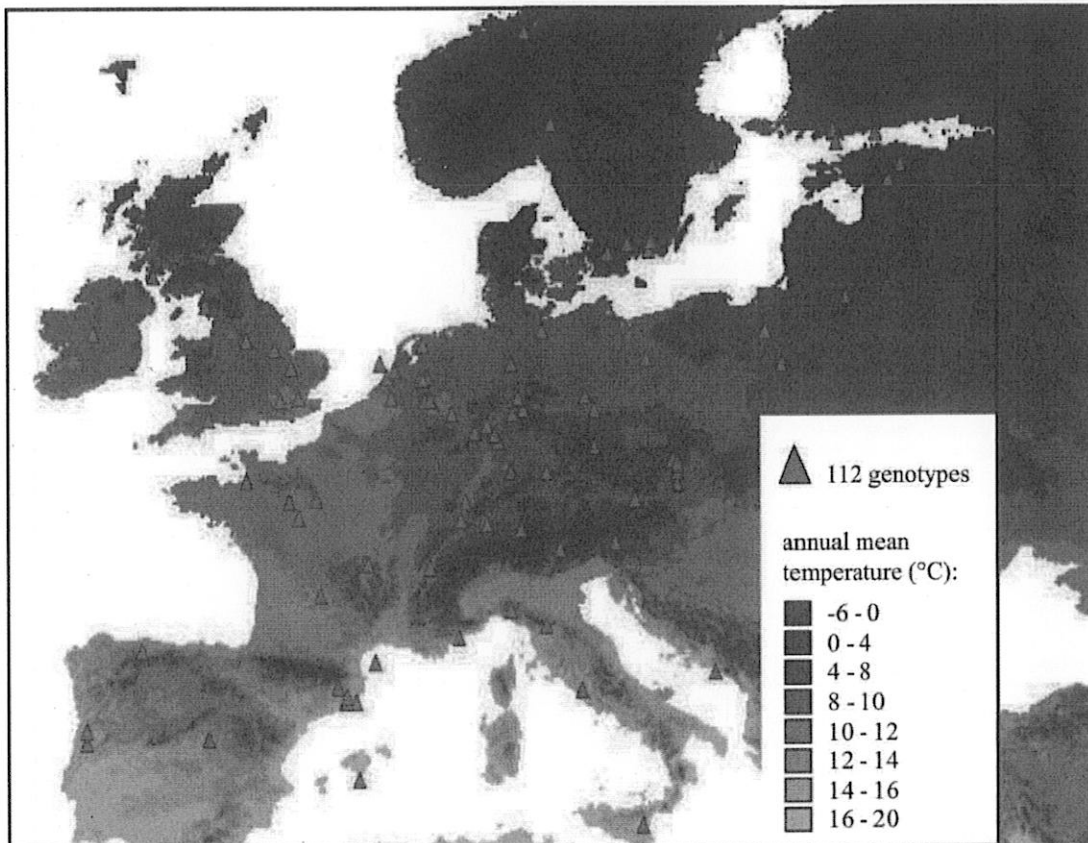 112 genotypes
annual mean
temperature (°C):
-6 - 0
0 - 4
4 - 8
8 - 10
10 - 12
12 - 14
14 - 16
16 - 20